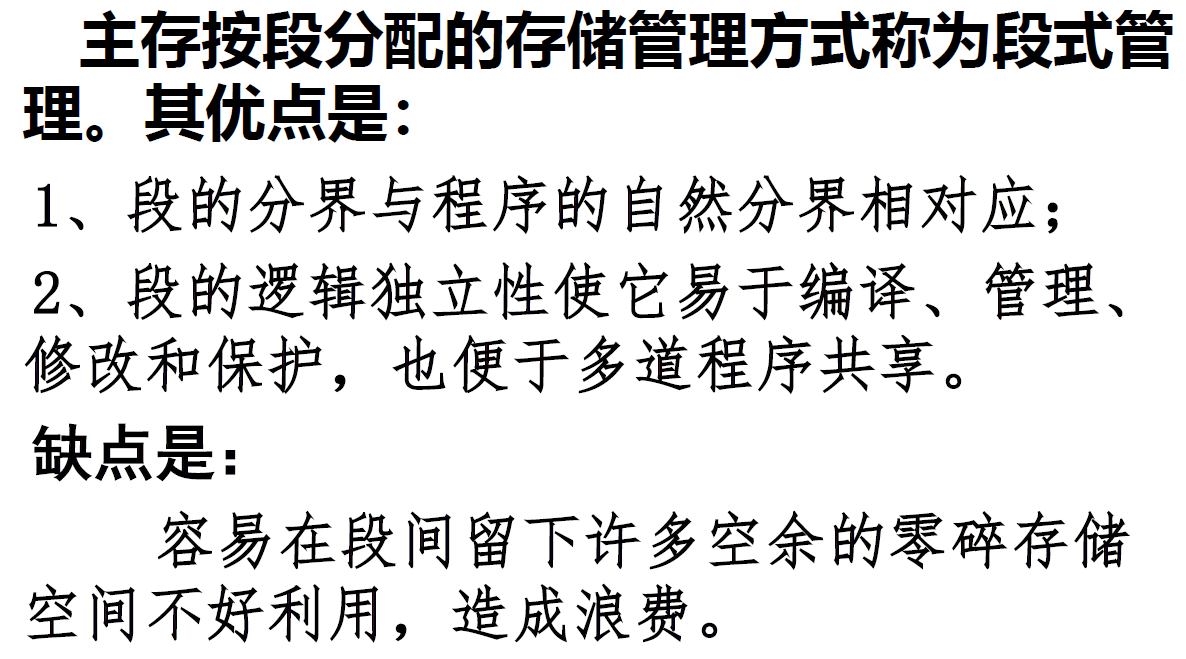 主存按段分配的存储管理方式称为段式管
理。其优点是：
1、段的分界与程序的自然分界相对应；
2、段的逻辑独立性使它易于编译、管理、
修改和保护，也便于多道程序共享。
缺点是：
容易在段间留下许多空余的零碎存储
空间不好利用，造成浪费。